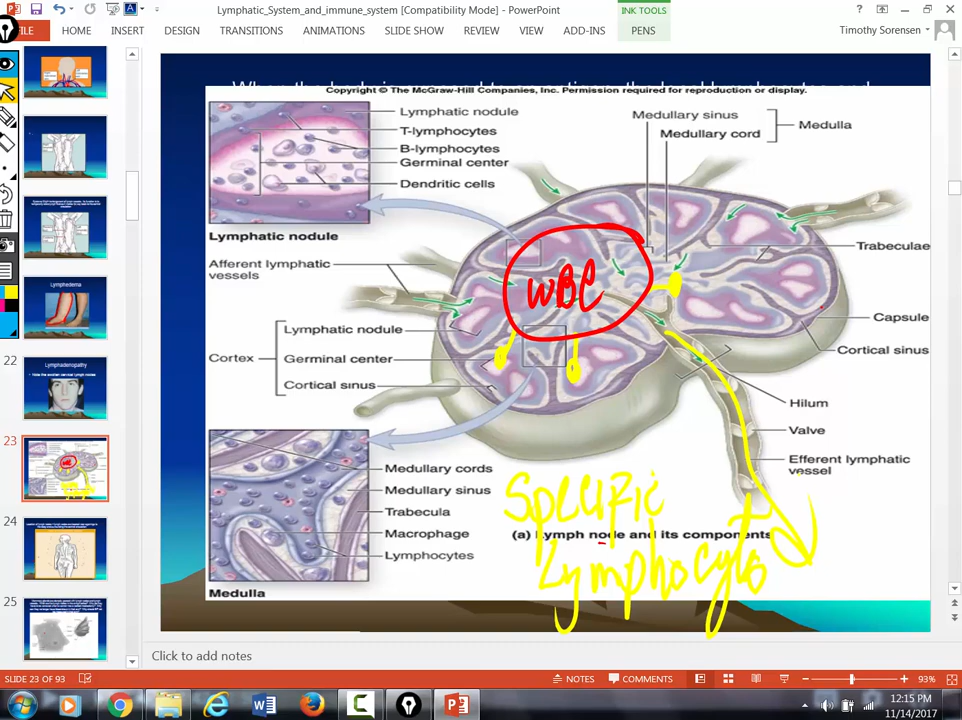 Lymphatic_System_and_immune_system [Compatibility Mode] - PowerPoint
INK TOOLS
FILE HOME INSERT DESIGN TRANSITIONS ANIMATIONS SLIDE SHOW REVIEW VIEW ADD-INS PENS
Timothy Sorensen
Copyright © The McGraw-Hill Companies, Inc. Permission required for reproduction or display.
Lymphatic nodule
T-lymphocytes
B-lymphocytes
Germinal center
Dendritic cells
Lymphatic nodule
Medullary sinus
Medullary cord
Medulla
Afferent lymphatic
vessels
Trabeculae
WBC
Capsule
Cortical sinus
Cortex
Lymphatic nodule
Germinal center
Cortical sinus
Hilum
Valve
Efferent lymphatic
vessel
Medullary cords
Medullary sinus
Trabecula
Macrophage
Lymphocytes
Medulla
Specific
(a) Lymph node and its components
Lymphocytes
Lymphedema
22
Lymphadenopathy
23
24
25
Click to add notes
SLIDE 23 OF 93
NOTES
COMMENTS
93%
12:15 PM
11/14/2017